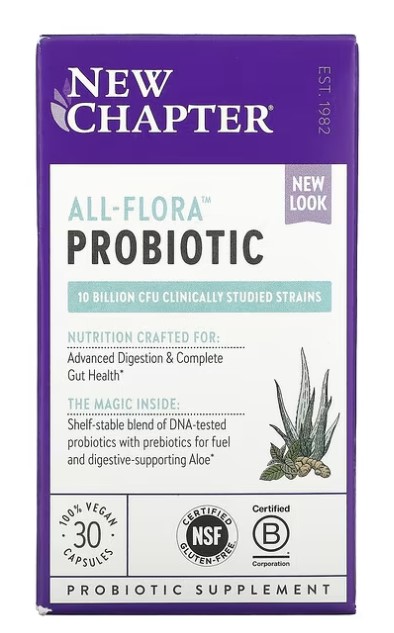 NEW
CHAPTER®
EST. 1982
NEW
LOOK
ALL-FLORA™
PROBIOTIC
10 BILLION CFU CLINICALLY STUDIED STRAINS
NUTRITION CRAFTED FOR:
Advanced Digestion & Complete
Gut Health*
THE MAGIC INSIDE:
Shelf-stable blend of DNA-tested
probiotics with prebiotics for fuel
and digestive-supporting Aloe*
100% VEGAN
30
CAPSULES
CERTIFIED
NSF
GLUTEN-FREE
Certified
B
Corporation
PROBIOTIC SUPPLEMENT